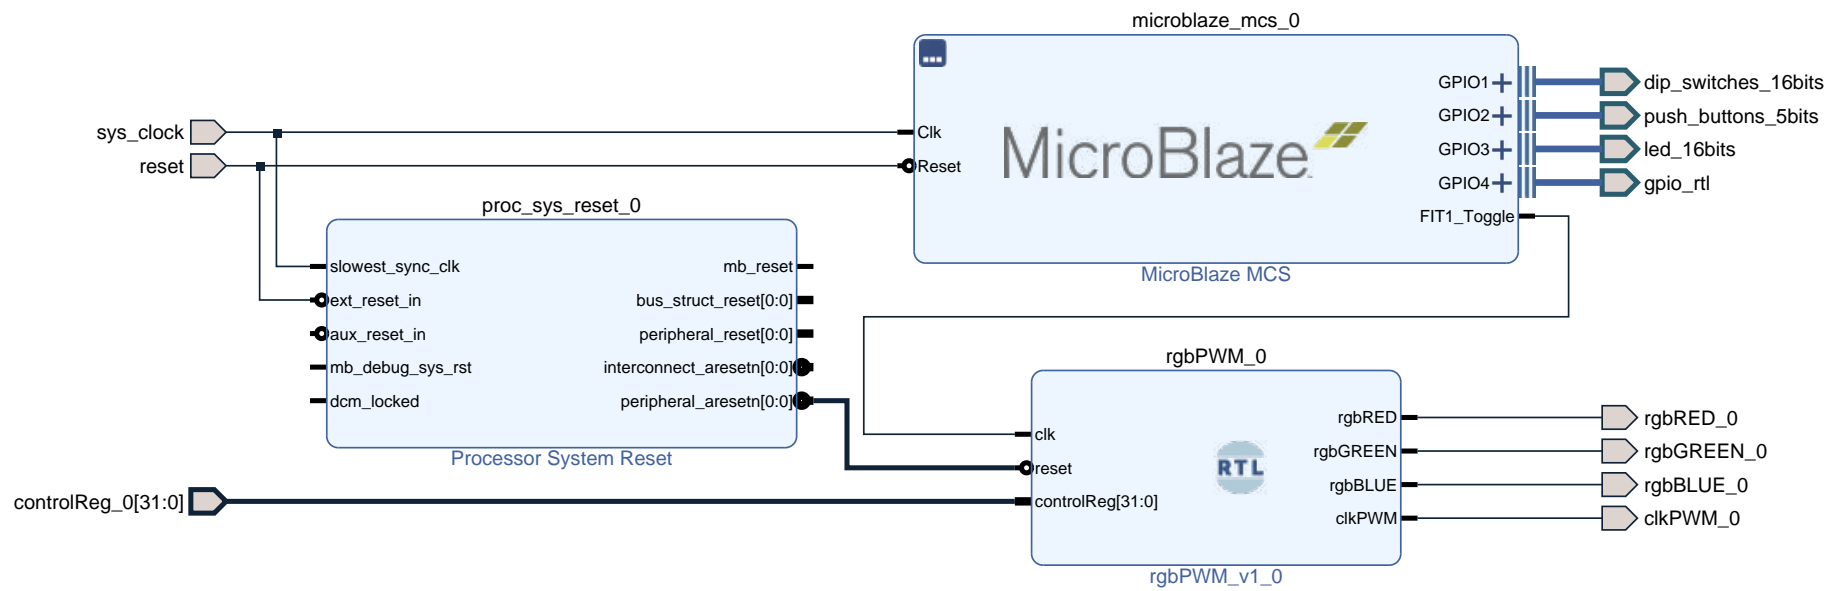 microblaze_mcs_0
GPIO1
dip_switches_16bits
GPIO2
push_buttons_5bits
sys_clock
Clk
MicroBlaze
GPIO3
led_16bits
reset
Reset
GPIO4
gpio_rtl
FIT1_Toggle
MicroBlaze MCS
proc_sys_reset_0
slowest_sync_clk
mb_reset
ext_reset_in
bus_struct_reset[0:0]
aux_reset_in
peripheral_reset[0:0]
mb_debug_sys_rst
interconnect_aresetn[0:0]
dcm_locked
peripheral_aresetn[0:0]
Processor System Reset
rgbPWM_0
rgbRED
rgbRED_0
clk
rgbGREEN
rgbGREEN_0
reset
RTL
rgbBLUE
rgbBLUE_0
controlReg_0[31:0]
controlReg[31:0]
clkPWM
clkPWM_0
rgbPWM_v1_0